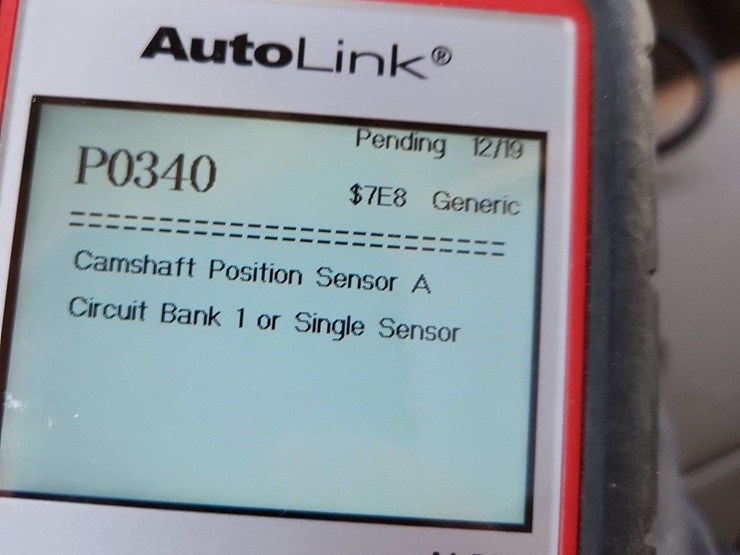 AutoLink®
Pending 12/19
P0340
$7E8 Generic
==========================
Camshaft Position Sensor A
Circuit Bank 1 or Single Sensor